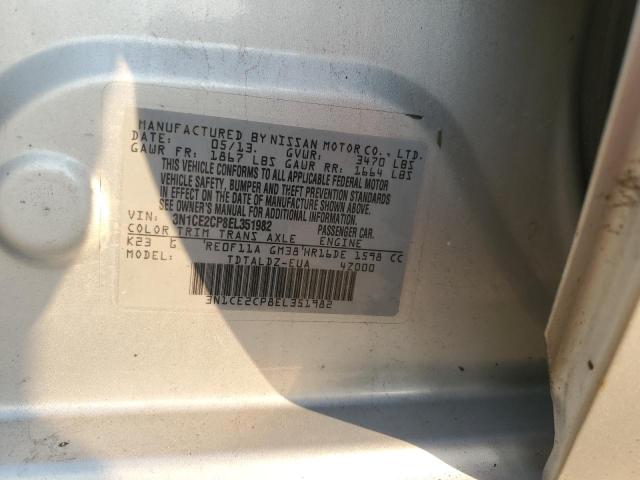 MANUFACTURED BY NISSAN MOTOR CO., LTD.
DATE: 05/13. GVWR: 3470 LBS
GAWR FR: 1867 LBS GAWR RR: 1664 LBS
THIS VEHICLE CONFORMS TO ALL APPLICABLE FEDERAL MOTOR
VEHICLE SAFETY, BUMPER AND THEFT PREVENTION STANDARDS
IN EFFECT ON THE DATE OF MANUFACTURE SHOWN ABOVE.
SEE OWNER'S MANUAL FOR ADDITIONAL INFORMATION.
VIN: 3N1CE2CP8EL351982 PASSENGER CAR.
COLOR TRIM TRANS AXLE ENGINE
K23 G RE0F11A GM38 HR16DE 1598 CC
MODEL: TDTALDZ-EUA 47000
3N1CE2CP8EL351982